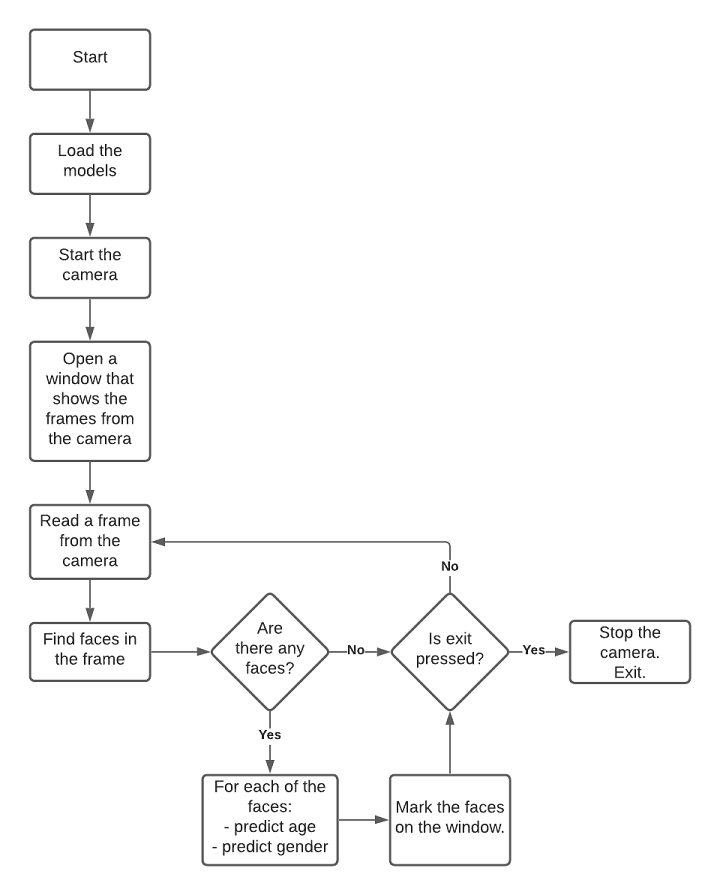 Start
Load the
models
Start the
camera
Open a
window that
shows the
frames from
the camera
Read a frame
from the
camera
No
Find faces in
the frame
Are
there any
faces?
No
Is exit
pressed?
Yes
Stop the
camera.
Exit.
Yes
For each of the
faces:
- predict age
- predict gender
Mark the faces
on the window.